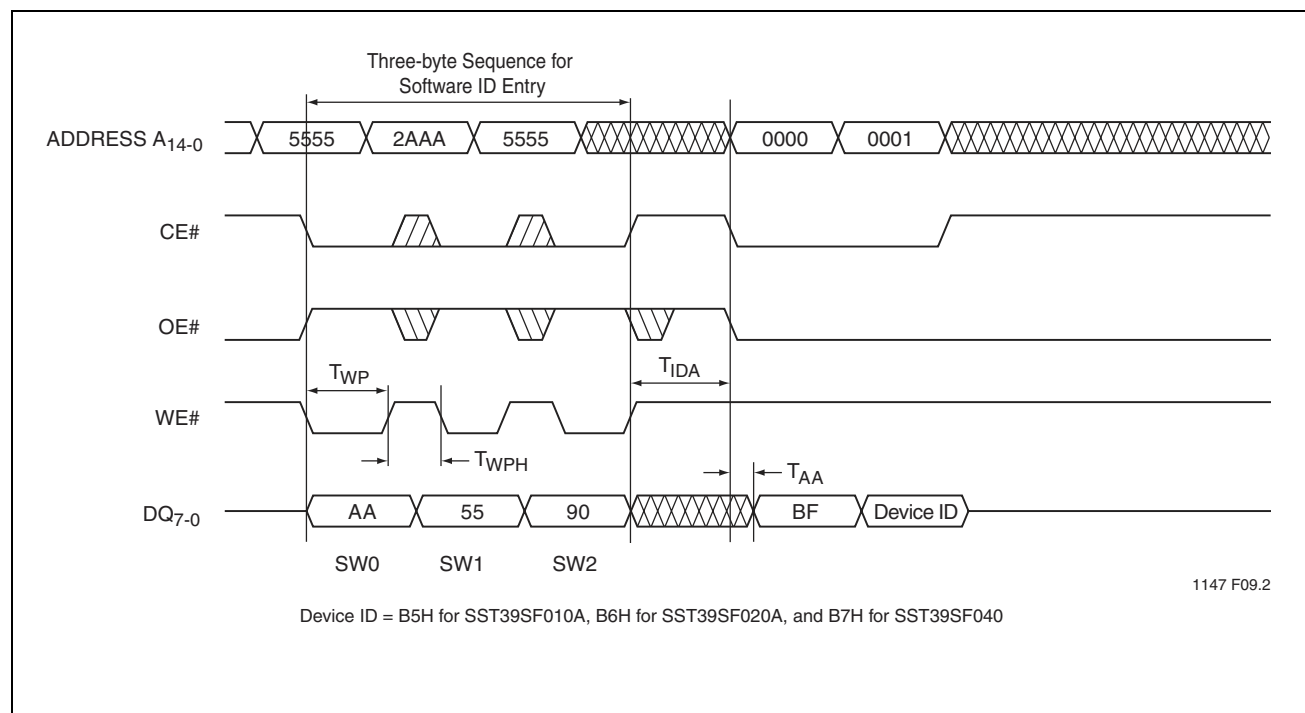 Three-byte Sequence for
Software ID Entry
ADDRESS A14-0
5555
2AAA
5555
0000
0001
CE#
OE#
TWP
TIDA
WE#
TWPH
TAA
DQ7-0
AA
55
90
BF
Device ID
SW0
SW1
SW2
1147 F09.2
Device ID = B5H for SST39SF010A, B6H for SST39SF020A, and B7H for SST39SF040